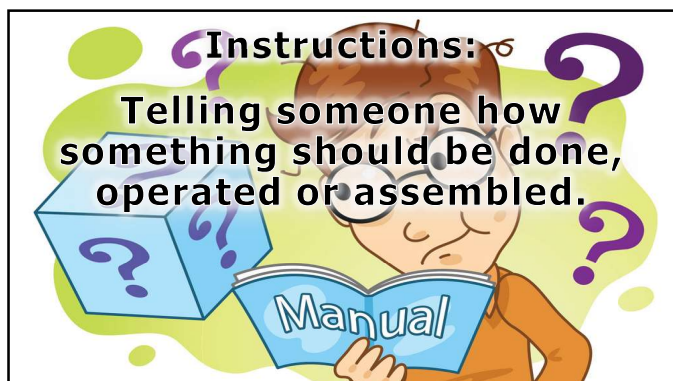 Instructions:
Telling someone how
something should be done,
operated or assembled.
Manual